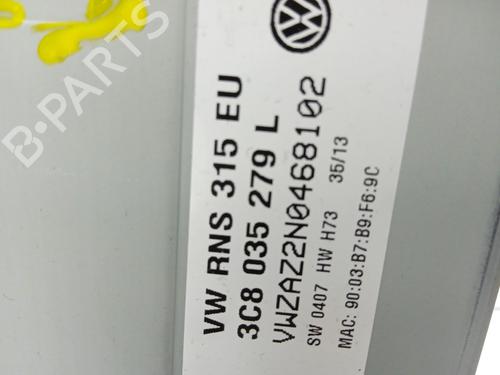 VW RNS 315 EU
3C8 035 279 L
VWZAZ2N0468102
SW 0407 HW H73 35/13
MAC: 90:03:B7:B9:F6:9C
B-PARTS